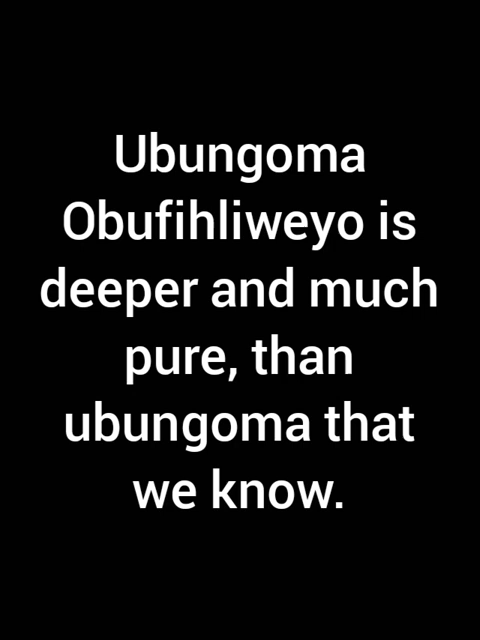 Ubungoma
Obufihliweyo is
deeper and much
pure, than
ubungoma that
we know.